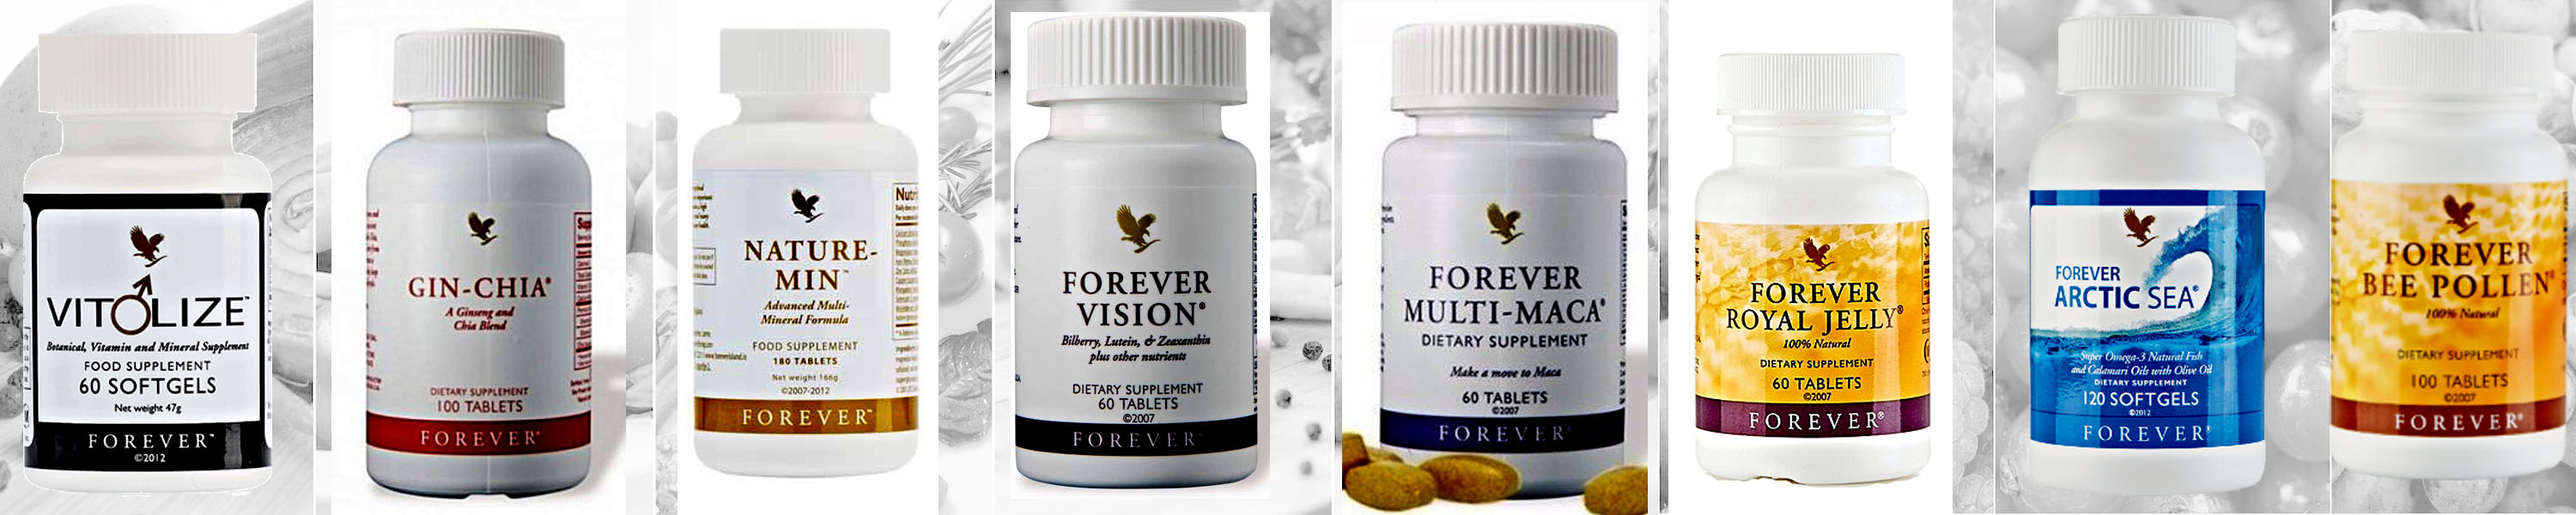 VITOLIZE™
Botanical, Vitamin and Mineral Supplement
FOOD SUPPLEMENT
60 SOFTGELS
Net weight 47g
FOREVER™
©2012
GIN-CHIA®
A Ginseng and
Chia Blend
DIETARY SUPPLEMENT
100 TABLETS
FOREVER®
NATURE-
MIN™
Advanced Multi-
Mineral Formula
FOOD SUPPLEMENT
180 TABLETS
Net weight 166g
©2007-2012
FOREVER™
FOREVER
VISION®
Bilberry, Lutein, & Zeaxanthin
plus other nutrients
DIETARY SUPPLEMENT
60 TABLETS
©2007
FOREVER®
FOREVER
MULTI-MACA®
DIETARY SUPPLEMENT
Make a move to Maca
60 TABLETS
©2007
FOREVER®
FOREVER
ROYAL JELLY®
100% Natural
DIETARY SUPPLEMENT
60 TABLETS
©2007
FOREVER®
FOREVER
ARCTIC SEA®
Super Omega-3 Natural Fish
and Calamari Oils with Olive Oil
DIETARY SUPPLEMENT
120 SOFTGELS
©2012
FOREVER®
FOREVER
BEE POLLEN®
100% Natural
DIETARY SUPPLEMENT
100 TABLETS
©2007
FOREVER®